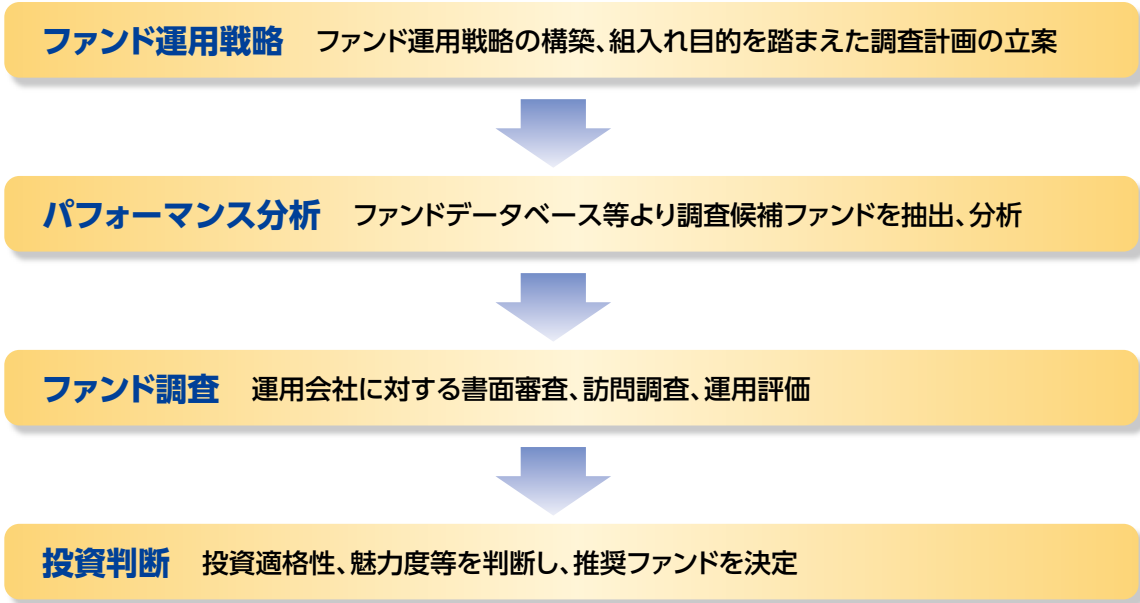 ファンド運用戦略 ファンド運用戦略の構築、組入れ目的を踏まえた調査計画の立案
パフォーマンス分析 ファンドデータベース等より調査候補ファンドを抽出、分析
ファンド調査 運用会社に対する書面審査、訪問調査、運用評価
投資判断 投資適格性、魅力度等を判断し、推奨ファンドを決定